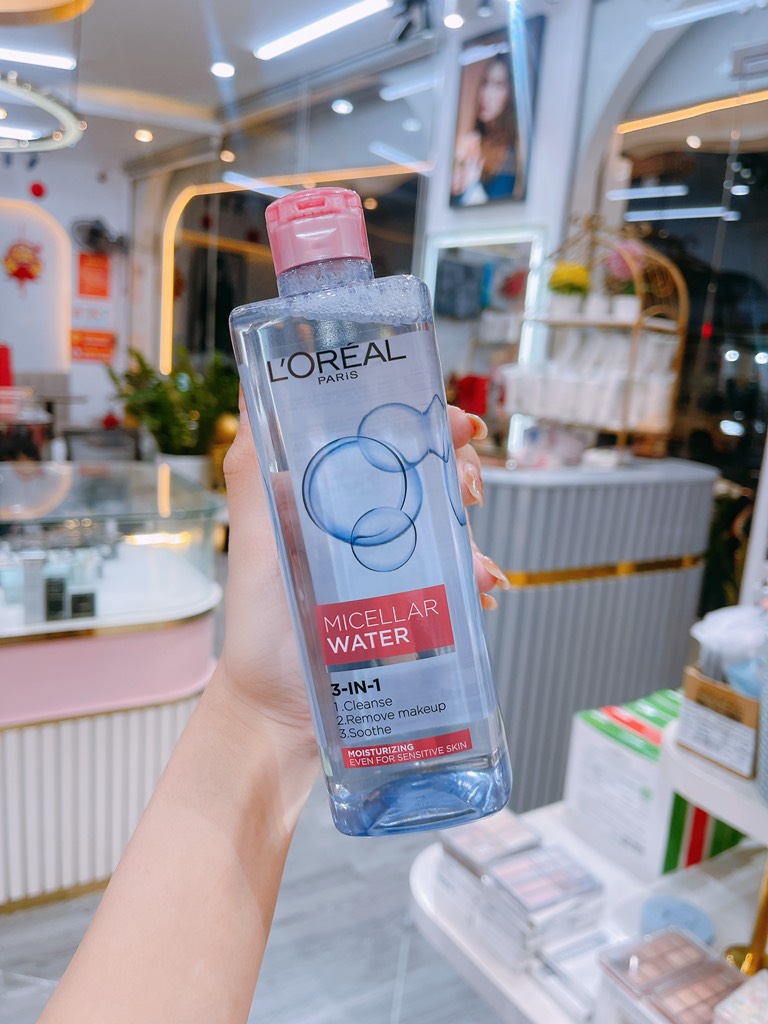 L'ORÉAL
PARIS
MICELLAR
WATER
3-IN-1
1.Cleanse
2.Remove makeup
3.Soothe
MOISTURIZING
EVEN FOR SENSITIVE SKIN